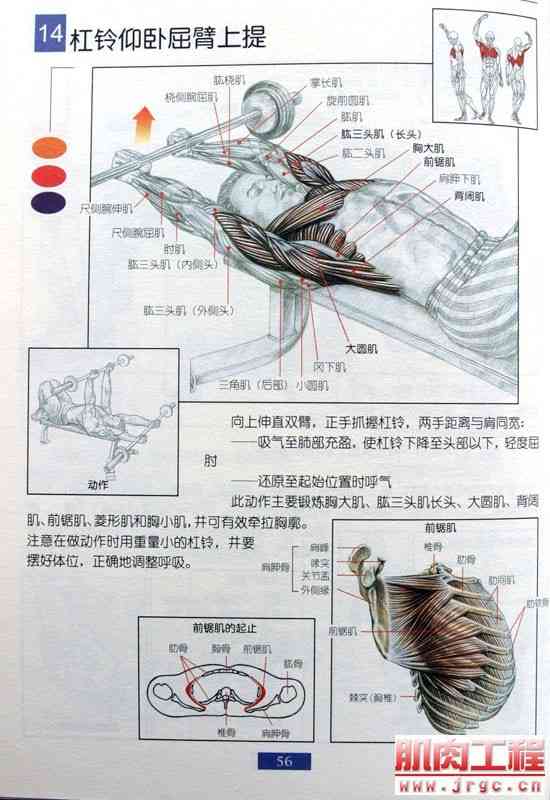 14 杠铃仰卧屈臂上提
肱桡肌
掌长肌
桡侧腕屈肌
旋前圆肌
肱肌
肱三头肌（长头）
肱二头肌
胸大肌
前锯肌
肩胛下肌
背阔肌
尺侧腕伸肌
尺侧腕屈肌
肘肌
肱三头肌（内侧头）
肱三头肌（外侧头）
大圆肌
冈下肌
三角肌（后部）
小圆肌
动作
向上伸直双臂，正手抓握杠铃，两手距离与肩同宽：
——吸气至肺部充盈，使杠铃下降至头部以下，轻度屈
肘
——还原至起始位置时呼气
此动作主要锻炼胸大肌、肱三头肌长头、大圆肌、背阔
肌、前锯肌、菱形肌和胸小肌，并可有效牵拉胸廓。
注意在做动作时用重量小的杠铃，并要
摆好体位，正确地调整呼吸。
前锯肌
肩峰
喙突
关节盂
外侧缘
肩胛骨
椎骨
肋骨
肋间肌
肋软骨
前锯肌
棘突（胸椎）
前锯肌的起止
肋骨
胸骨
前锯肌
肱骨
椎骨
肩胛骨
56
肌肉工程
www.jrgc.cn